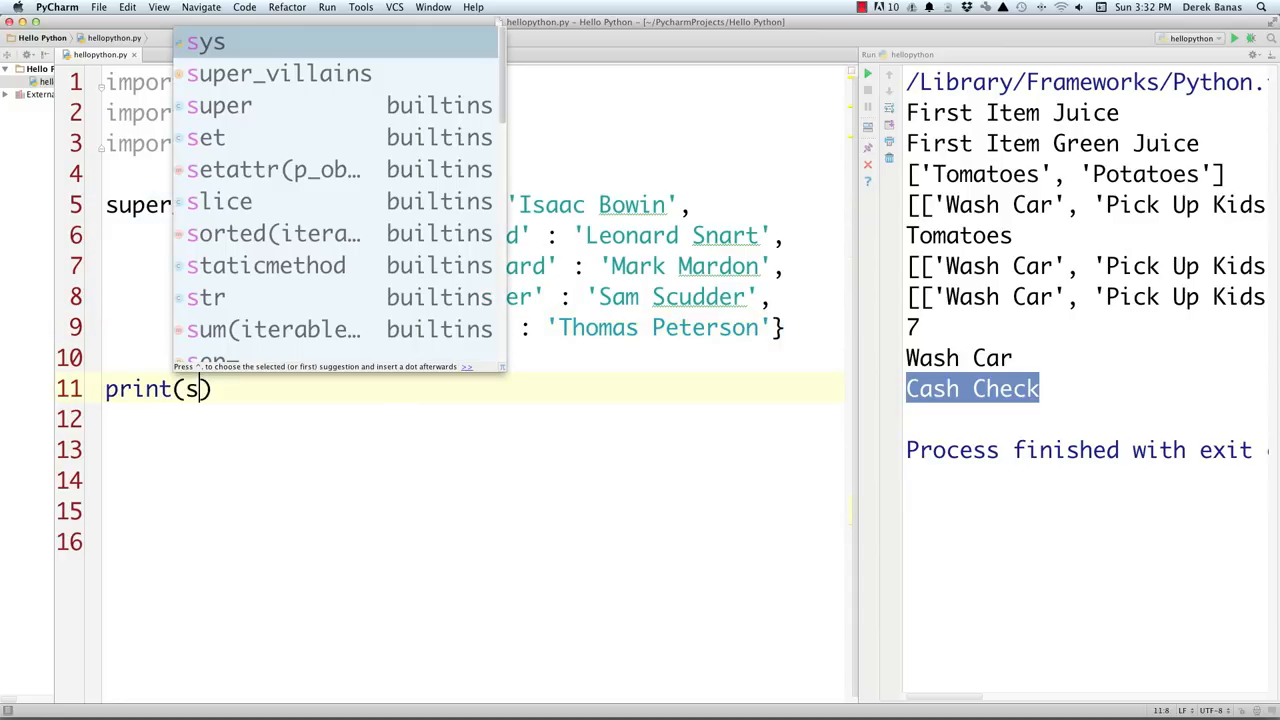 PyCharm File Edit View Navigate Code Refactor Run Tools VCS Window Help 10 Sun 3:32 PM Derek Banas
hellopython.py - Hello Python - [~/PycharmProjects/Hello Python]
Hello Python hellopython.py hellopython
hellopython.py Run hellopython
Hello P
hell
Extern
1 impor
2 impor
3 impor
4
5 super_ 'Isaac Bowin',
6 d' : 'Leonard Snart',
7 ard' : 'Mark Mardon',
8 er' : 'Sam Scudder',
9 : 'Thomas Peterson'}
10
11 print(s)
12
13
14
15
16
sys
super_villains
super builtins
set builtins
setattr(p_ob… builtins
slice builtins
sorted(itera… builtins
staticmethod builtins
str builtins
sum(iterable… builtins
Press ^. to choose the selected (or first) suggestion and insert a dot afterwards >>
/Library/Frameworks/Python.
First Item Juice
First Item Green Juice
['Tomatoes', 'Potatoes']
[['Wash Car', 'Pick Up Kids
Tomatoes
[['Wash Car', 'Pick Up Kids
[['Wash Car', 'Pick Up Kids
7
Wash Car
Cash Check
Process finished with exit
11:8 LF UTF-8